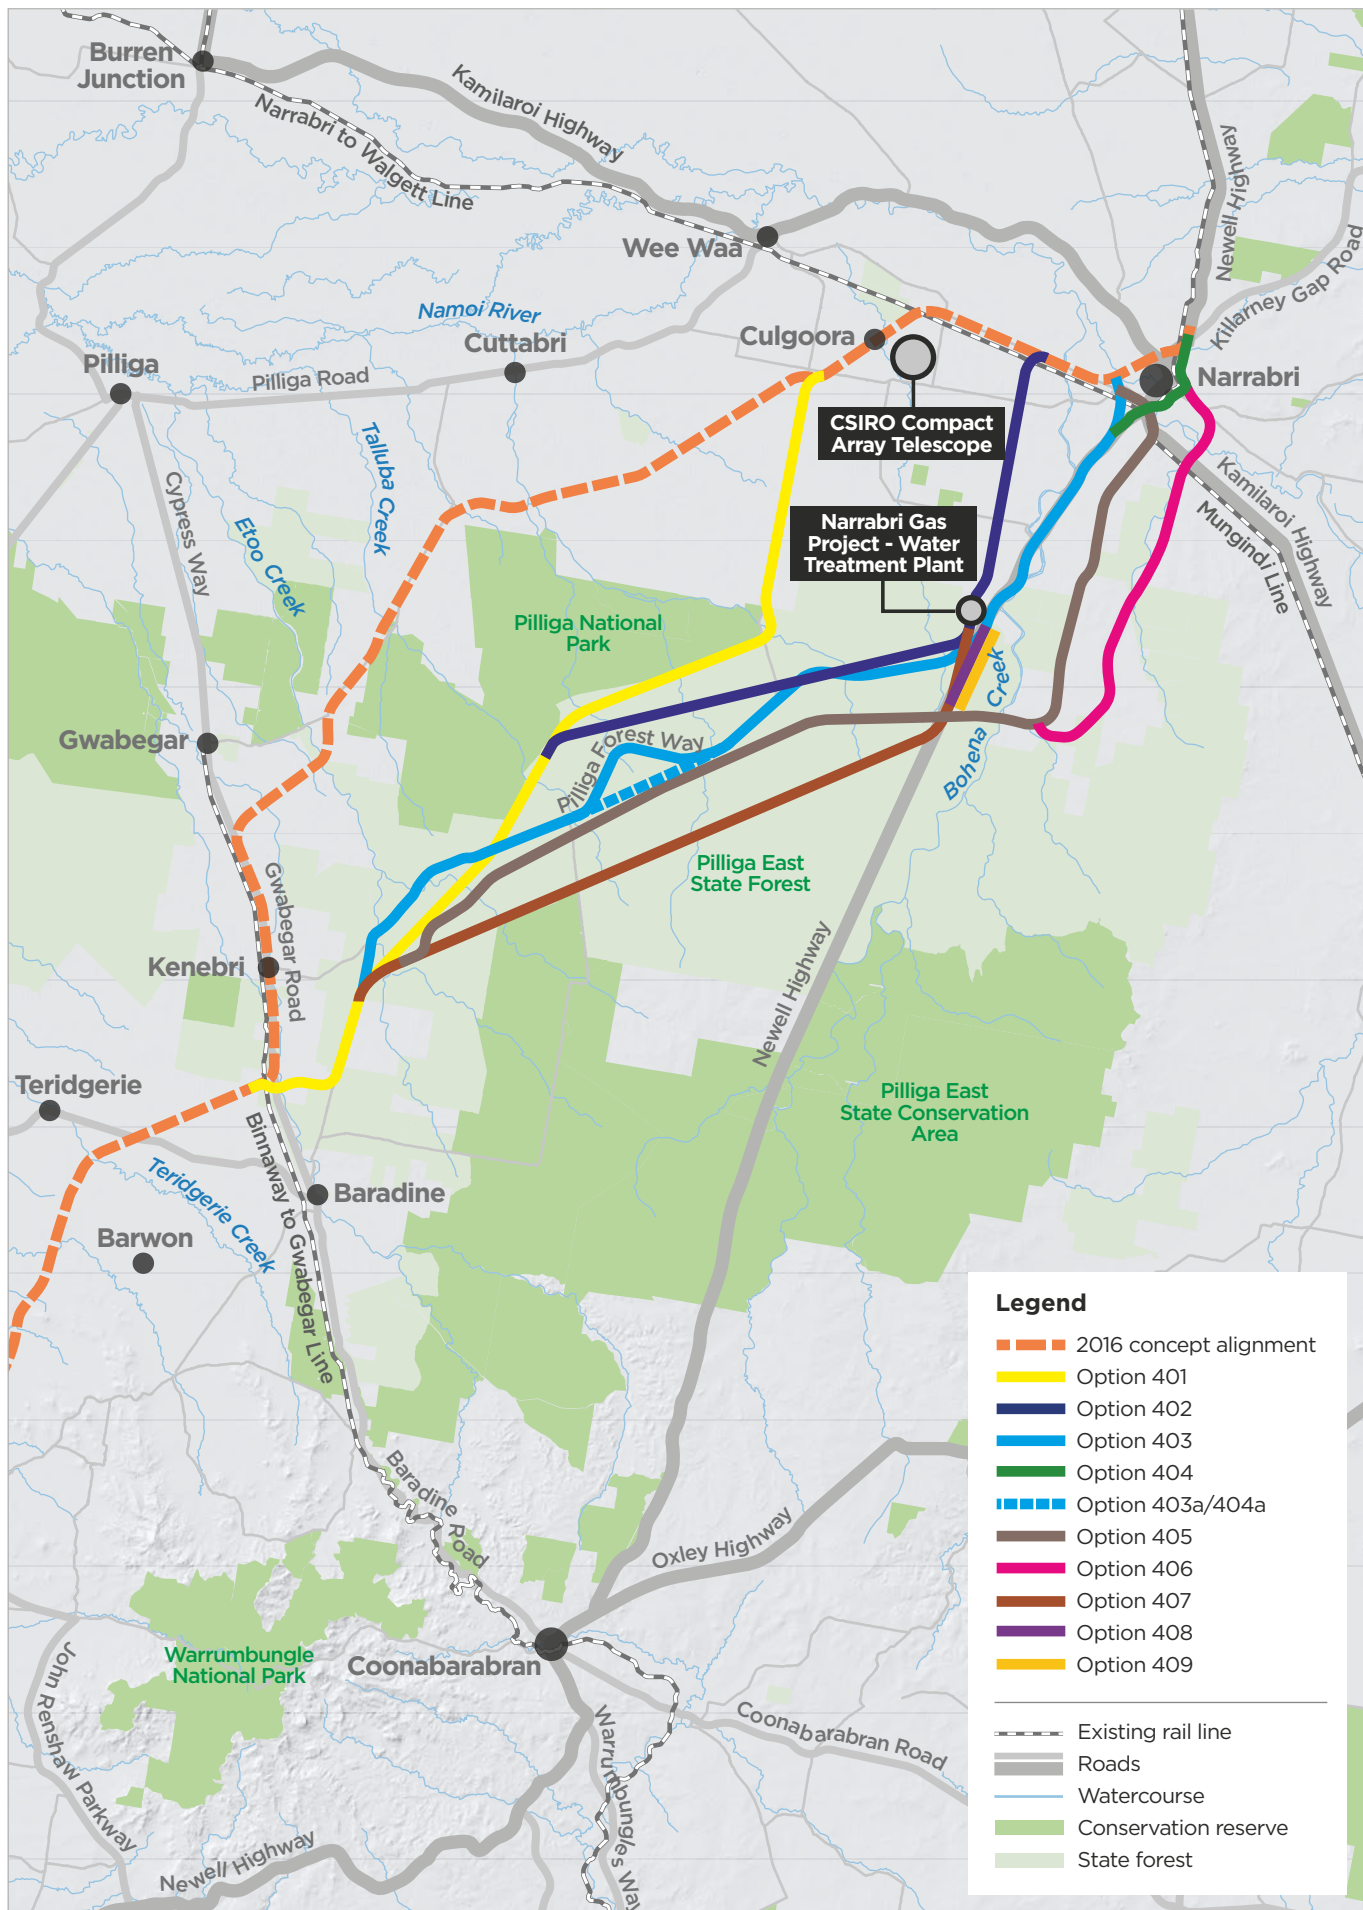 Burren
Junction
Kamilaroi Highway
Narrabri to Walgett Line
Newell Highway
Wee Waa
Killarney Gap Road
Namoi River
Culgoora
Cuttabri
Pilliga
Pilliga Road
Narrabri
CSIRO Compact
Array Telescope
Talluba Creek
Cypress Way
Etoo Creek
Kamilaroi Highway
Mungindi Line
Narrabri Gas
Project - Water
Treatment Plant
Pilliga National
Park
Bohena Creek
Gwabegar
Pilliga Forest Way
Pilliga East
State Forest
Gwabegar Road
Kenebri
Newell Highway
Teridgerie
Pilliga East
State Conservation
Area
Binnaway to Gwabegar Line
Teridgerie Creek
Baradine
Barwon
Baradine Road
Oxley Highway
Warrumbungle
National Park
Coonabarabran
John Renshaw Parkway
Warrumbungle's Way
Coonabarabran Road
Newell Highway
Legend
2016 concept alignment
Option 401
Option 402
Option 403
Option 404
Option 403a/404a
Option 405
Option 406
Option 407
Option 408
Option 409
Existing rail line
Roads
Watercourse
Conservation reserve
State forest